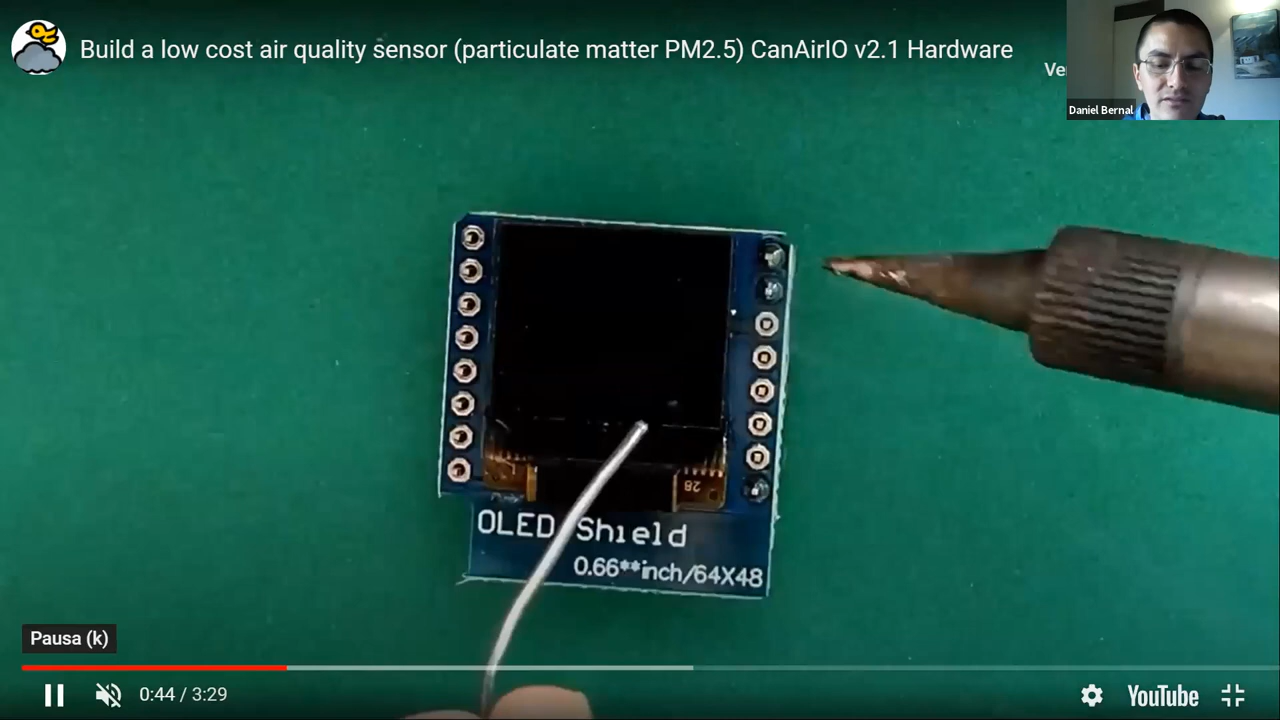 Build a low cost air quality sensor (particulate matter PM2.5) CanAirIO v2.1 Hardware
Daniel Bernal
28
OLED Shield
0.66**inch/64X48
Pausa (k)
0:44 / 3:29
YouTube